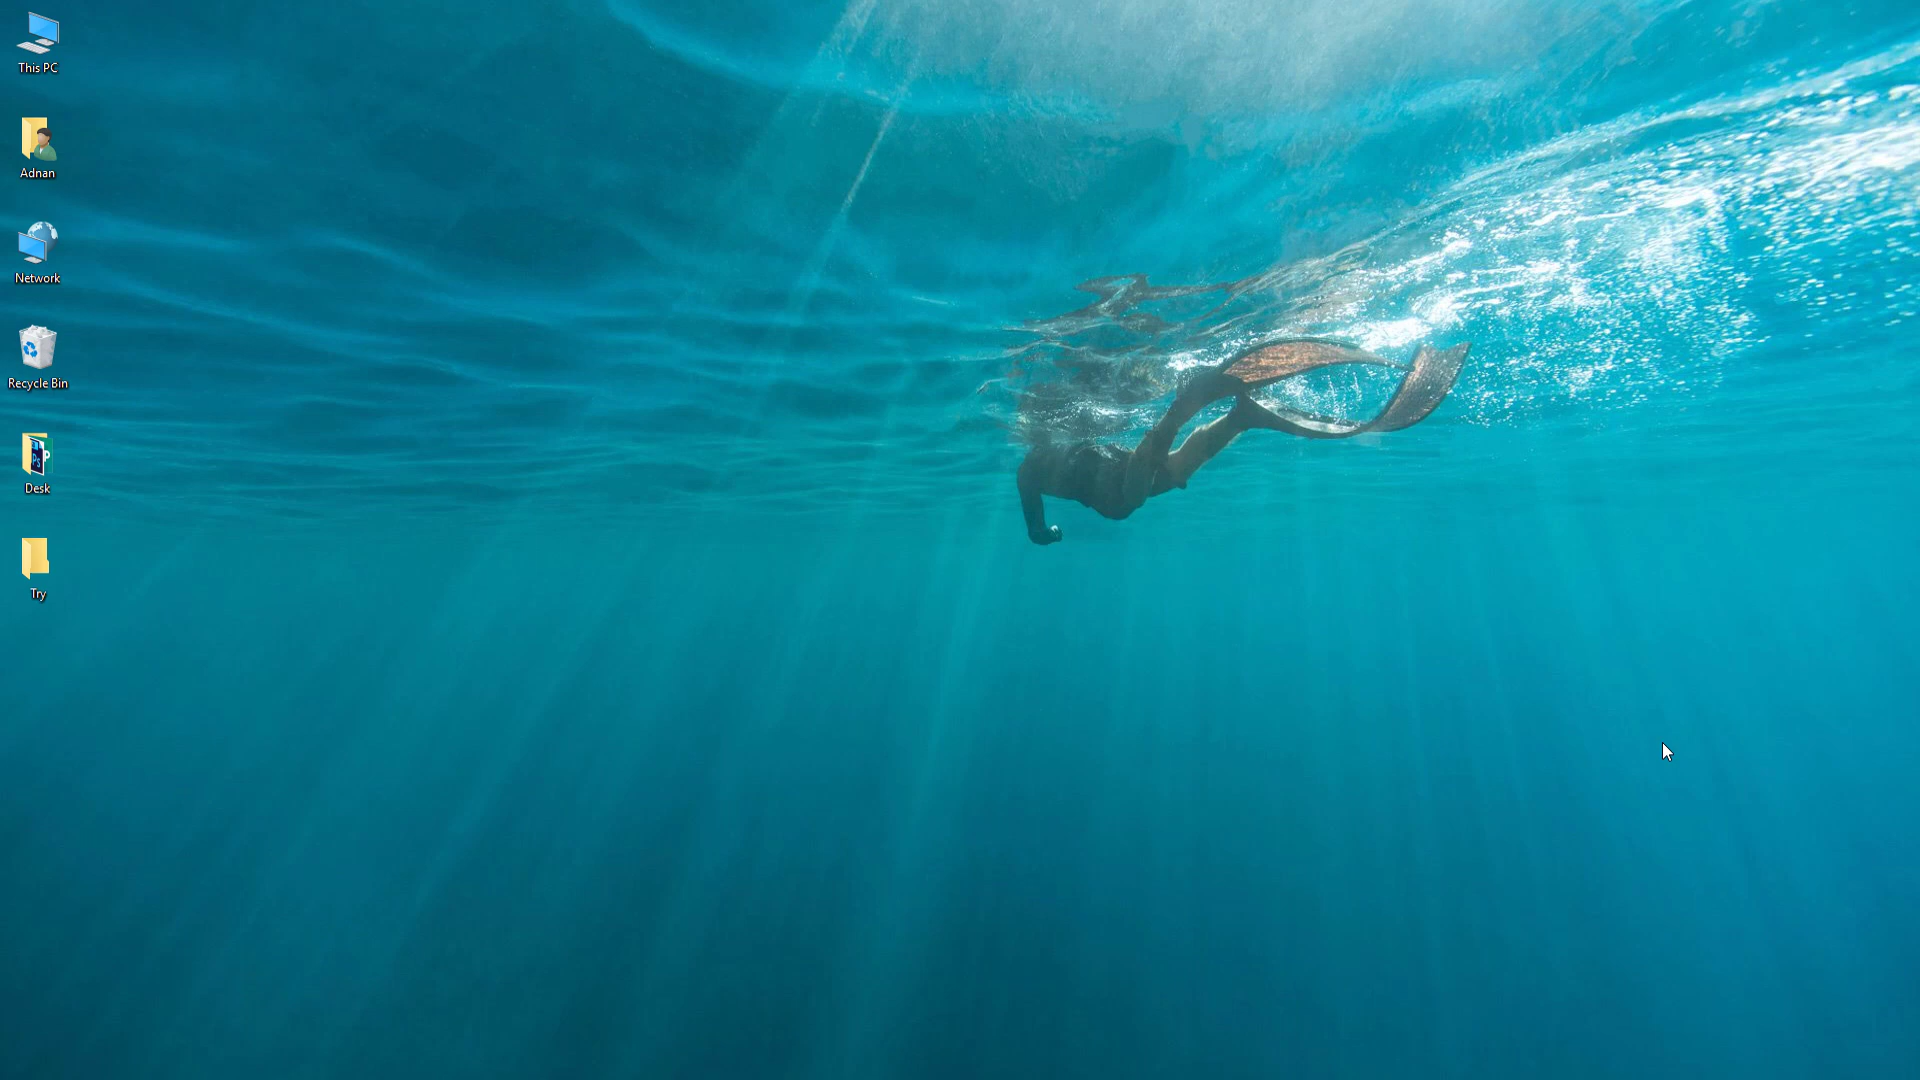 This PC
Adnan
Network
Recycle Bin
Desk
Try